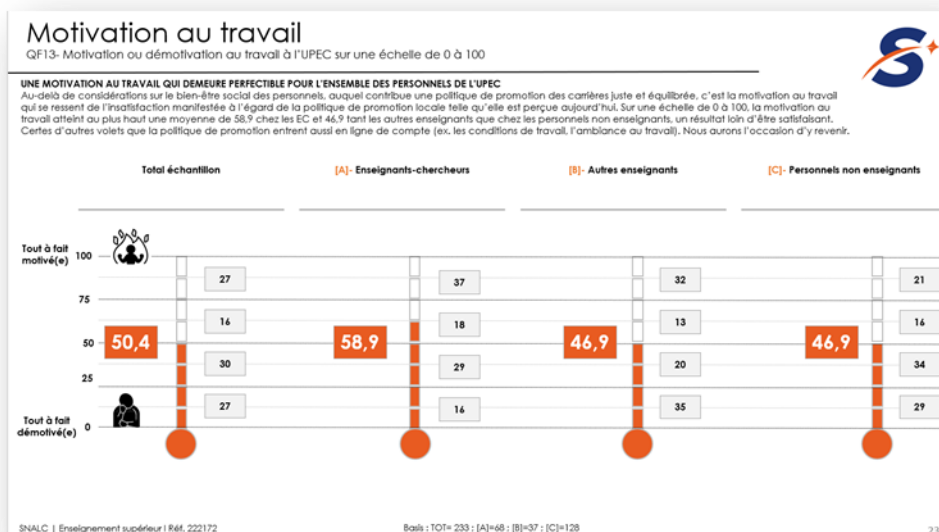 Motivation au travail
QF13- Motivation ou démotivation au travail à l'UPEC sur une échelle de 0 à 100
UNE MOTIVATION AU TRAVAIL QUI DEMEURE PERFECTIBLE POUR L'ENSEMBLE DES PERSONNELS DE L'UPEC
Au-delà de considérations sur le bien-être social des personnels, auquel contribue une politique de promotion des carrières juste et équilibrée, c'est la motivation au travail
qui se ressent de l'insatisfaction manifestée à l'égard de la politique de promotion locale telle qu'elle est perçue aujourd'hui. Sur une échelle de 0 à 100, la motivation au
travail atteint au plus haut une moyenne de 58,9 chez les EC et 46,9 tant les autres enseignants que chez les personnels non enseignants, un résultat loin d'être satisfaisant.
Certes d'autres volets que la politique de promotion entrent aussi en ligne de compte (ex. les conditions de travail, l'ambiance au travail). Nous aurons l'occasion d'y revenir.
Total échantillon
[A]- Enseignants-chercheurs
[B]- Autres enseignants
[C]- Personnels non enseignants
Tout à fait
motivé(e)
100
27
37
32
21
75
16
18
13
16
50
50,4
58,9
46,9
46,9
30
29
20
34
25
27
16
35
29
Tout à fait
démotivé(e)
0
SNALC | Enseignement supérieur | Réf. 222172
Basis : TOT= 233 ; [A]=68 ; [B]=37 ; [C]=128
23